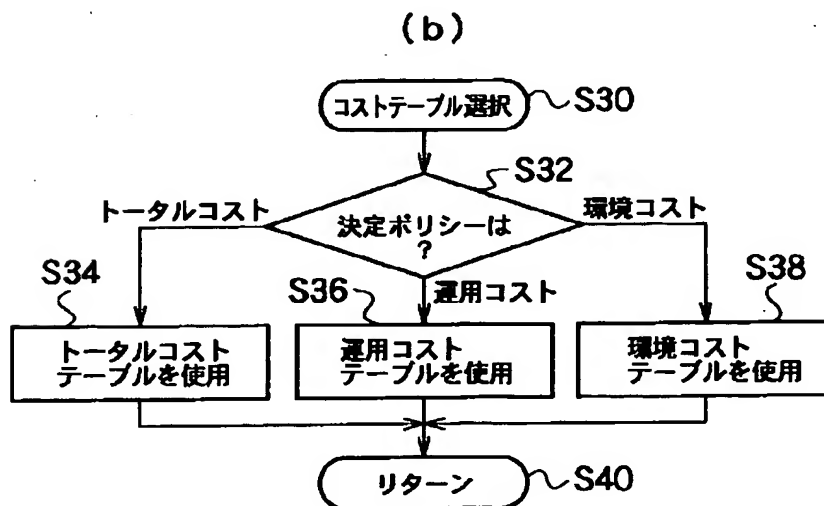 (b)
コストテーブル選択
S30
S32
トータルコスト
決定ポリシーは
?
環境コスト
S34
S36
運用コスト
S38
トータルコスト
テーブルを使用
運用コスト
テーブルを使用
環境コスト
テーブルを使用
リターン
S40